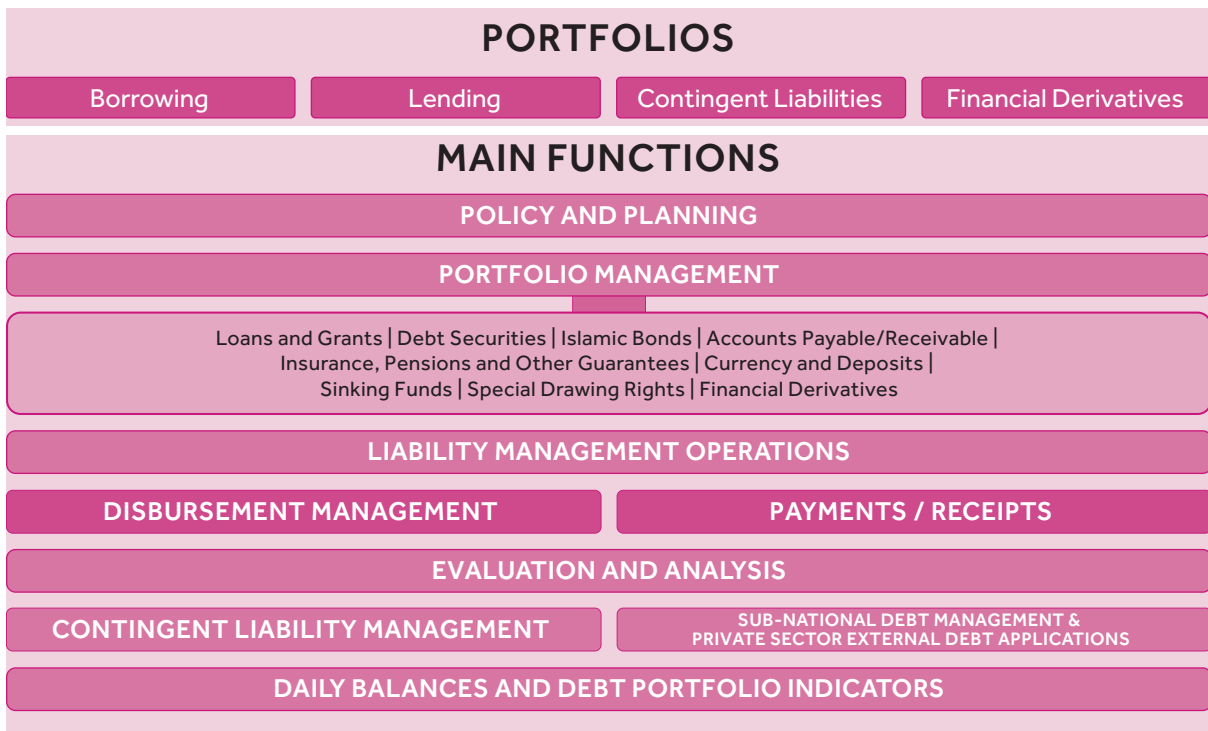 PORTFOLIOS
Borrowing
Lending
Contingent Liabilities
Financial Derivatives
MAIN FUNCTIONS
POLICY AND PLANNING
PORTFOLIO MANAGEMENT
Loans and Grants | Debt Securities | Islamic Bonds | Accounts Payable/Receivable |
Insurance, Pensions and Other Guarantees | Currency and Deposits |
Sinking Funds | Special Drawing Rights | Financial Derivatives
LIABILITY MANAGEMENT OPERATIONS
DISBURSEMENT MANAGEMENT
PAYMENTS / RECEIPTS
EVALUATION AND ANALYSIS
CONTINGENT LIABILITY MANAGEMENT
SUB-NATIONAL DEBT MANAGEMENT &
PRIVATE SECTOR EXTERNAL DEBT APPLICATIONS
DAILY BALANCES AND DEBT PORTFOLIO INDICATORS